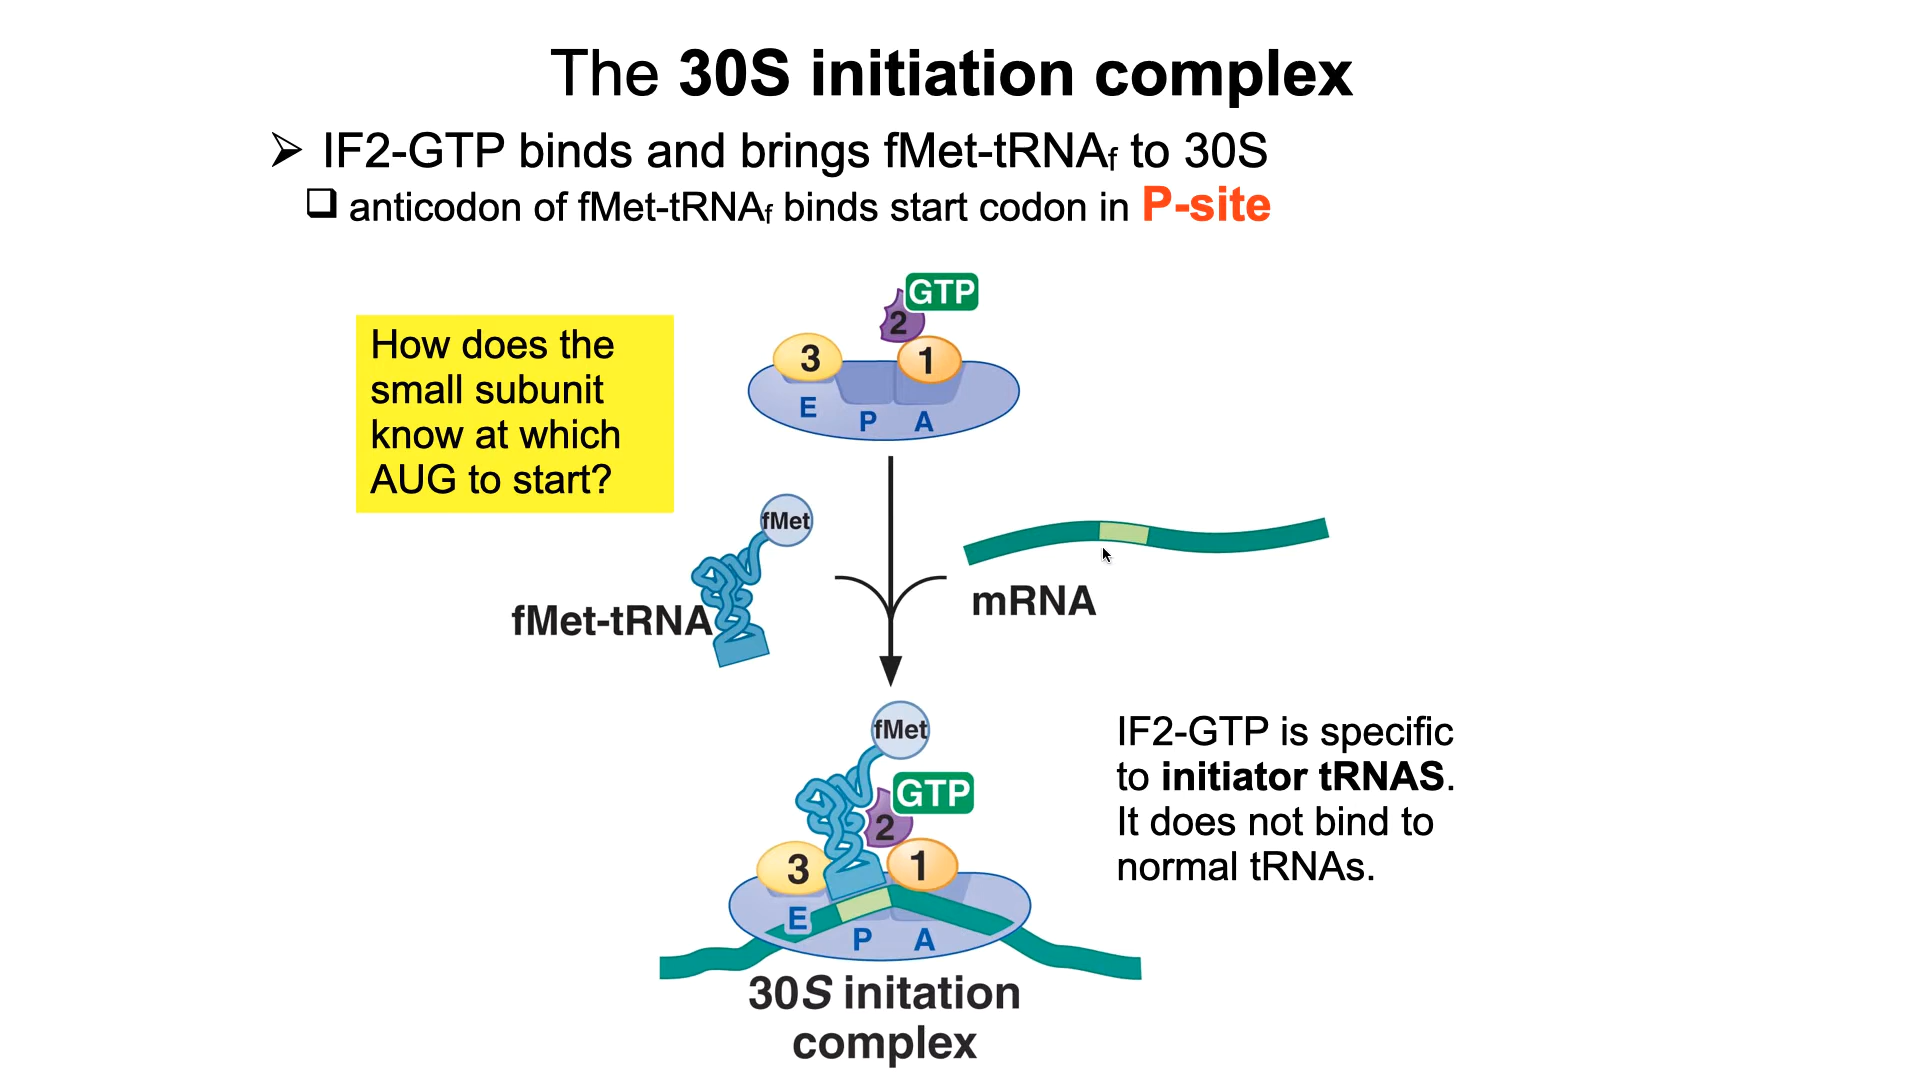 The 30S initiation complex
IF2-GTP binds and brings fMet-tRNAf to 30S
anticodon of fMet-tRNAf binds start codon in P-site
How does the
small subunit
know at which
AUG to start?
GTP
2
3
1
E
P
A
fMet
fMet-tRNA
mRNA
fMet
GTP
2
3
1
E
P
A
30S initation
complex
IF2-GTP is specific
to initiator tRNAS.
It does not bind to
normal tRNAs.